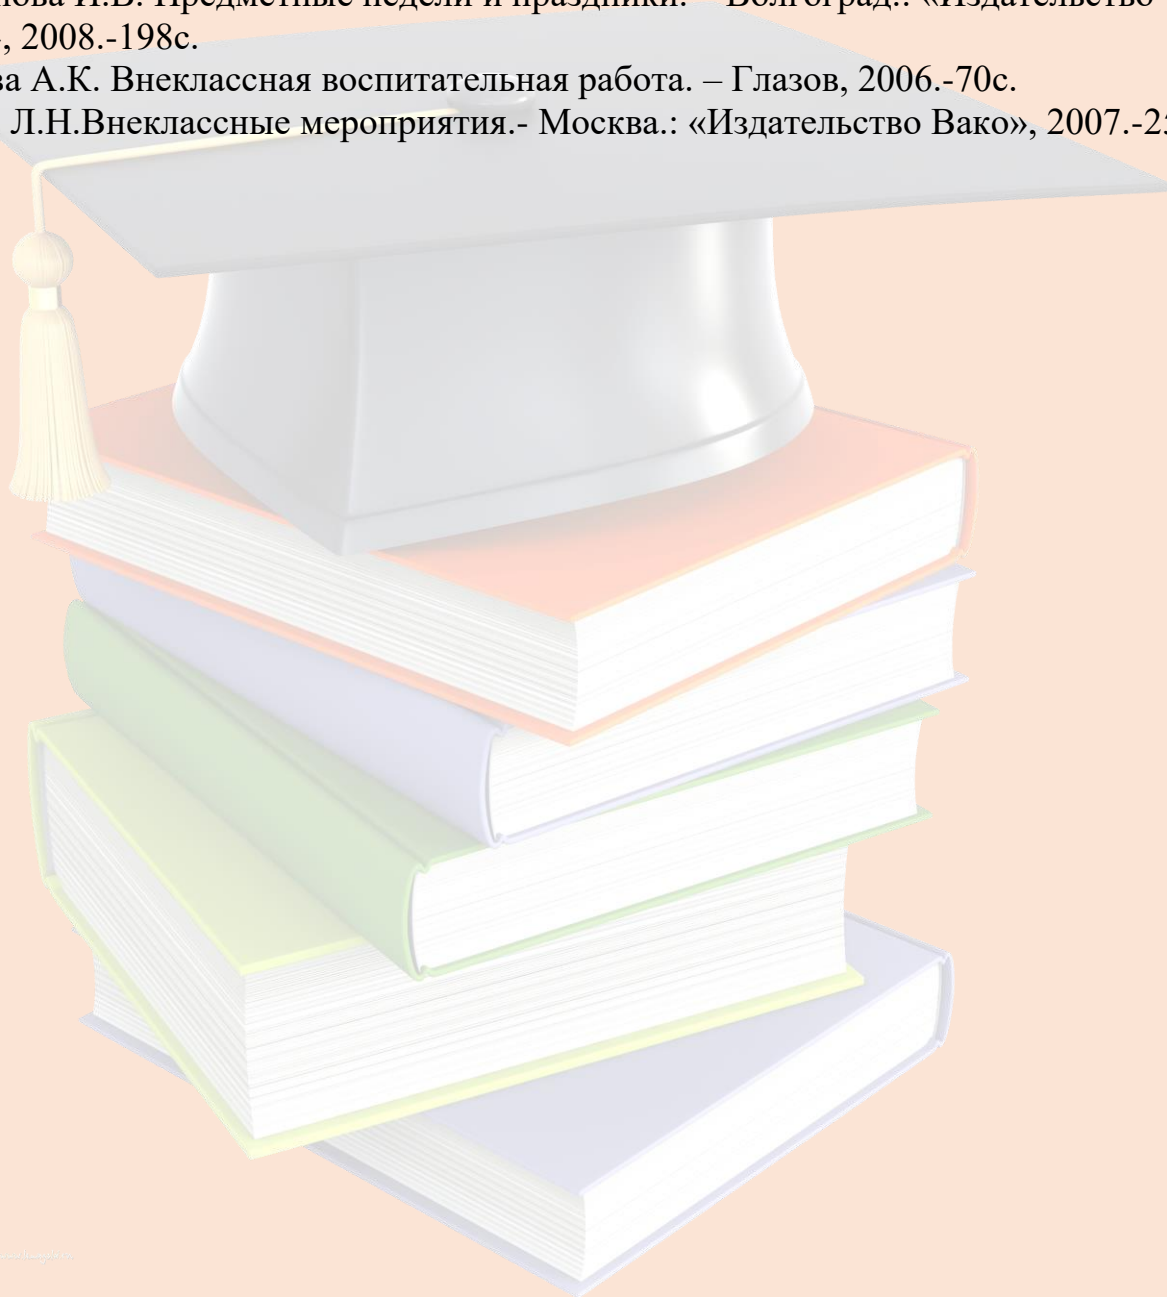 нова И.В. Предметные недели и праздники. – Волгоград.: «Издательство
, 2008.-198с.
ва А.К. Внеклассная воспитательная работа. – Глазов, 2006.-70с.
Л.Н.Внеклассные мероприятия.- Москва.: «Издательство Вако», 2007.-25